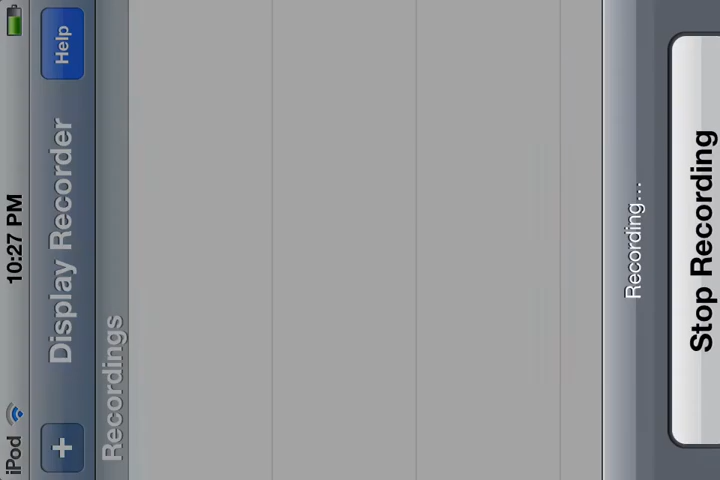 iPod 10:27 PM
+ Display Recorder Help
Recordings
Recording...
Stop Recording